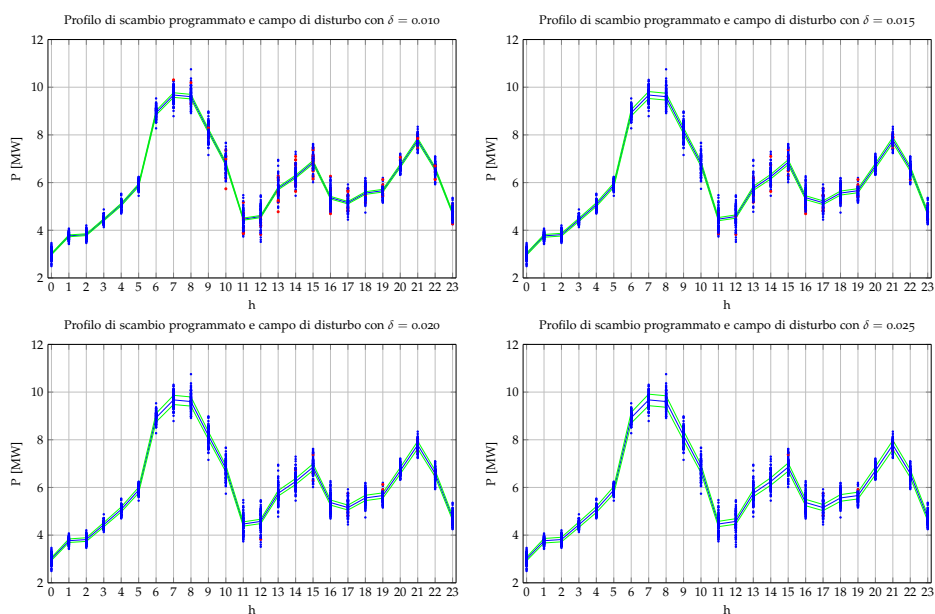 Profilo di scambio programmato e campo di disturbo con δ = 0.010
12
10
8
6
4
2
P [MW]
0 1 2 3 4 5 6 7 8 9 10 11 12 13 14 15 16 17 18 19 20 21 22 23
h
Profilo di scambio programmato e campo di disturbo con δ = 0.015
12
10
8
6
4
2
P [MW]
0 1 2 3 4 5 6 7 8 9 10 11 12 13 14 15 16 17 18 19 20 21 22 23
h
Profilo di scambio programmato e campo di disturbo con δ = 0.020
12
10
8
6
4
2
P [MW]
0 1 2 3 4 5 6 7 8 9 10 11 12 13 14 15 16 17 18 19 20 21 22 23
h
Profilo di scambio programmato e campo di disturbo con δ = 0.025
12
10
8
6
4
2
P [MW]
0 1 2 3 4 5 6 7 8 9 10 11 12 13 14 15 16 17 18 19 20 21 22 23
h